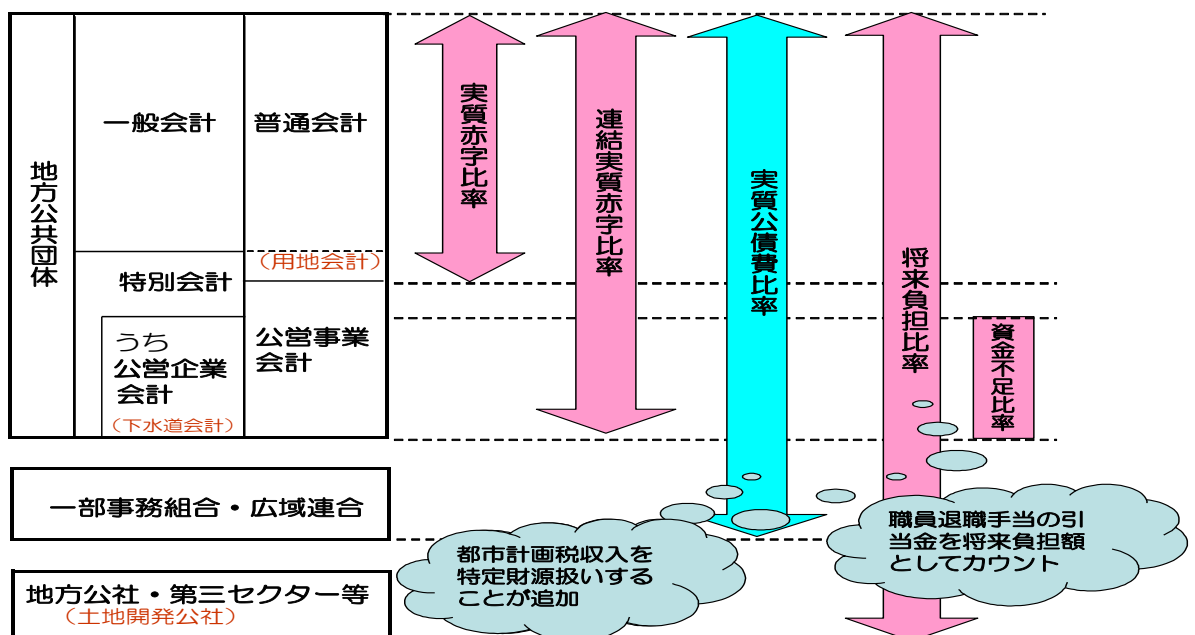 地方公共団体
一般会計
普通会計
（用地会計）
特別会計
うち
公営企業
会計
（下水道会計）
公営事業
会計
実質赤字比率
連結実質赤字比率
実質公債費比率
将来負担比率
資金不足比率
一部事務組合・広域連合
地方公社・第三セクター等
（土地開発公社）
都市計画税収入を
特定財源扱いする
ことが追加
職員退職手当の引
当金を将来負担額
としてカウント